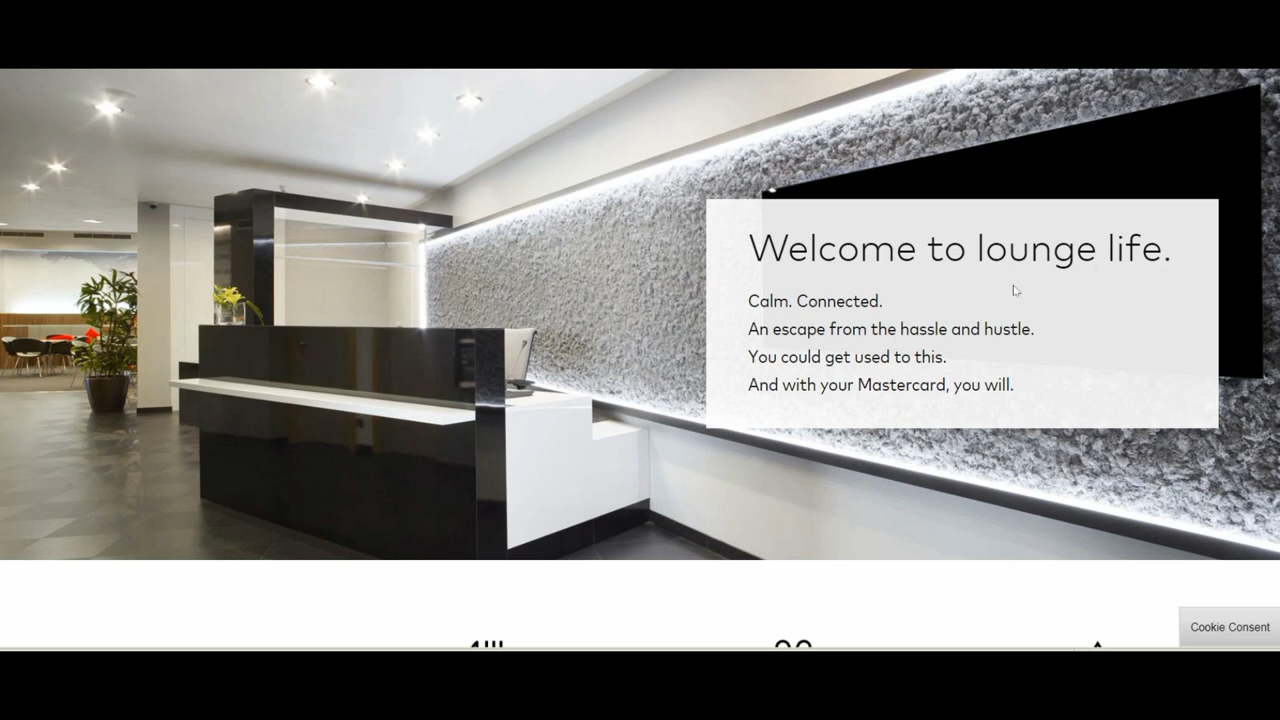 Welcome to lounge life.
Calm. Connected.
An escape from the hassle and hustle.
You could get used to this.
And with your Mastercard, you will.
Cookie Consent